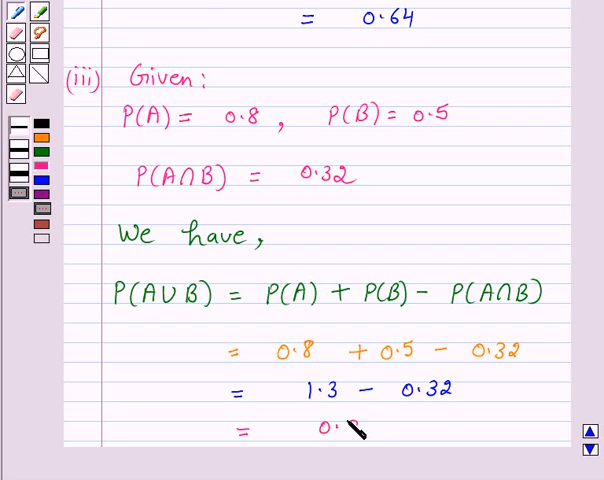 = 0.64
(iii) Given:
P(A) = 0.8 , P(B) = 0.5
P(A∩B) = 0.32
We have,
P(A∪B) = P(A) + P(B) - P(A∩B)
= 0.8 + 0.5 - 0.32
= 1.3 - 0.32
= 0.